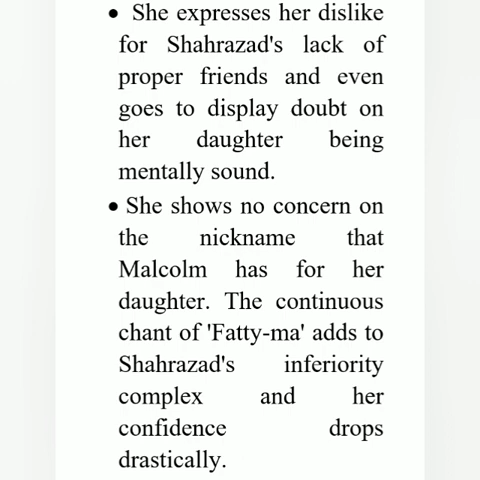 • She expresses her dislike
for Shahrazad's lack of
proper friends and even
goes to display doubt on
her daughter being
mentally sound.
• She shows no concern on
the nickname that
Malcolm has for her
daughter. The continuous
chant of 'Fatty-ma' adds to
Shahrazad's inferiority
complex and her
confidence drops
drastically.